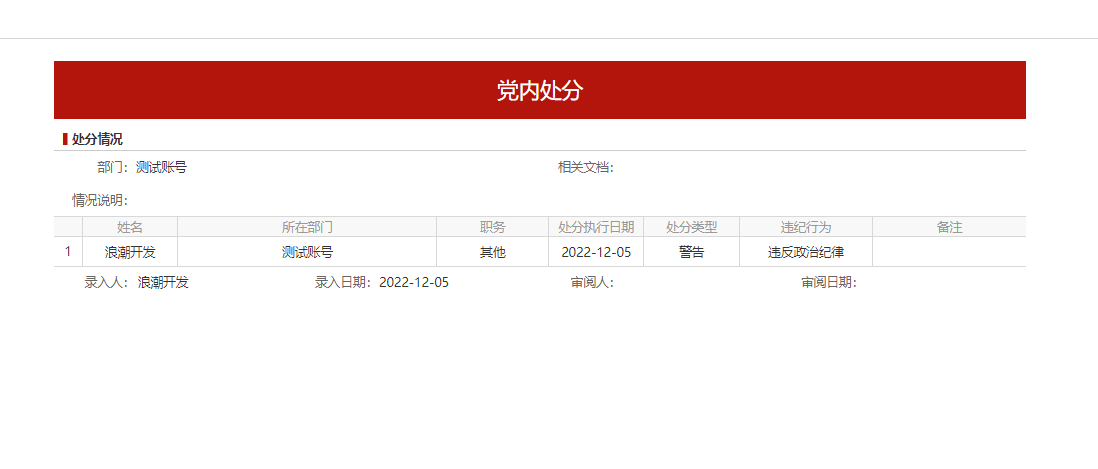 党内处分
处分情况
部门： 测试账号 相关文档：
情况说明：
姓名 所在部门 职务 处分执行日期 处分类型 违纪行为 备注
1 浪潮开发 测试账号 其他 2022-12-05 警告 违反政治纪律
录入人： 浪潮开发 录入日期： 2022-12-05 审阅人： 审阅日期：